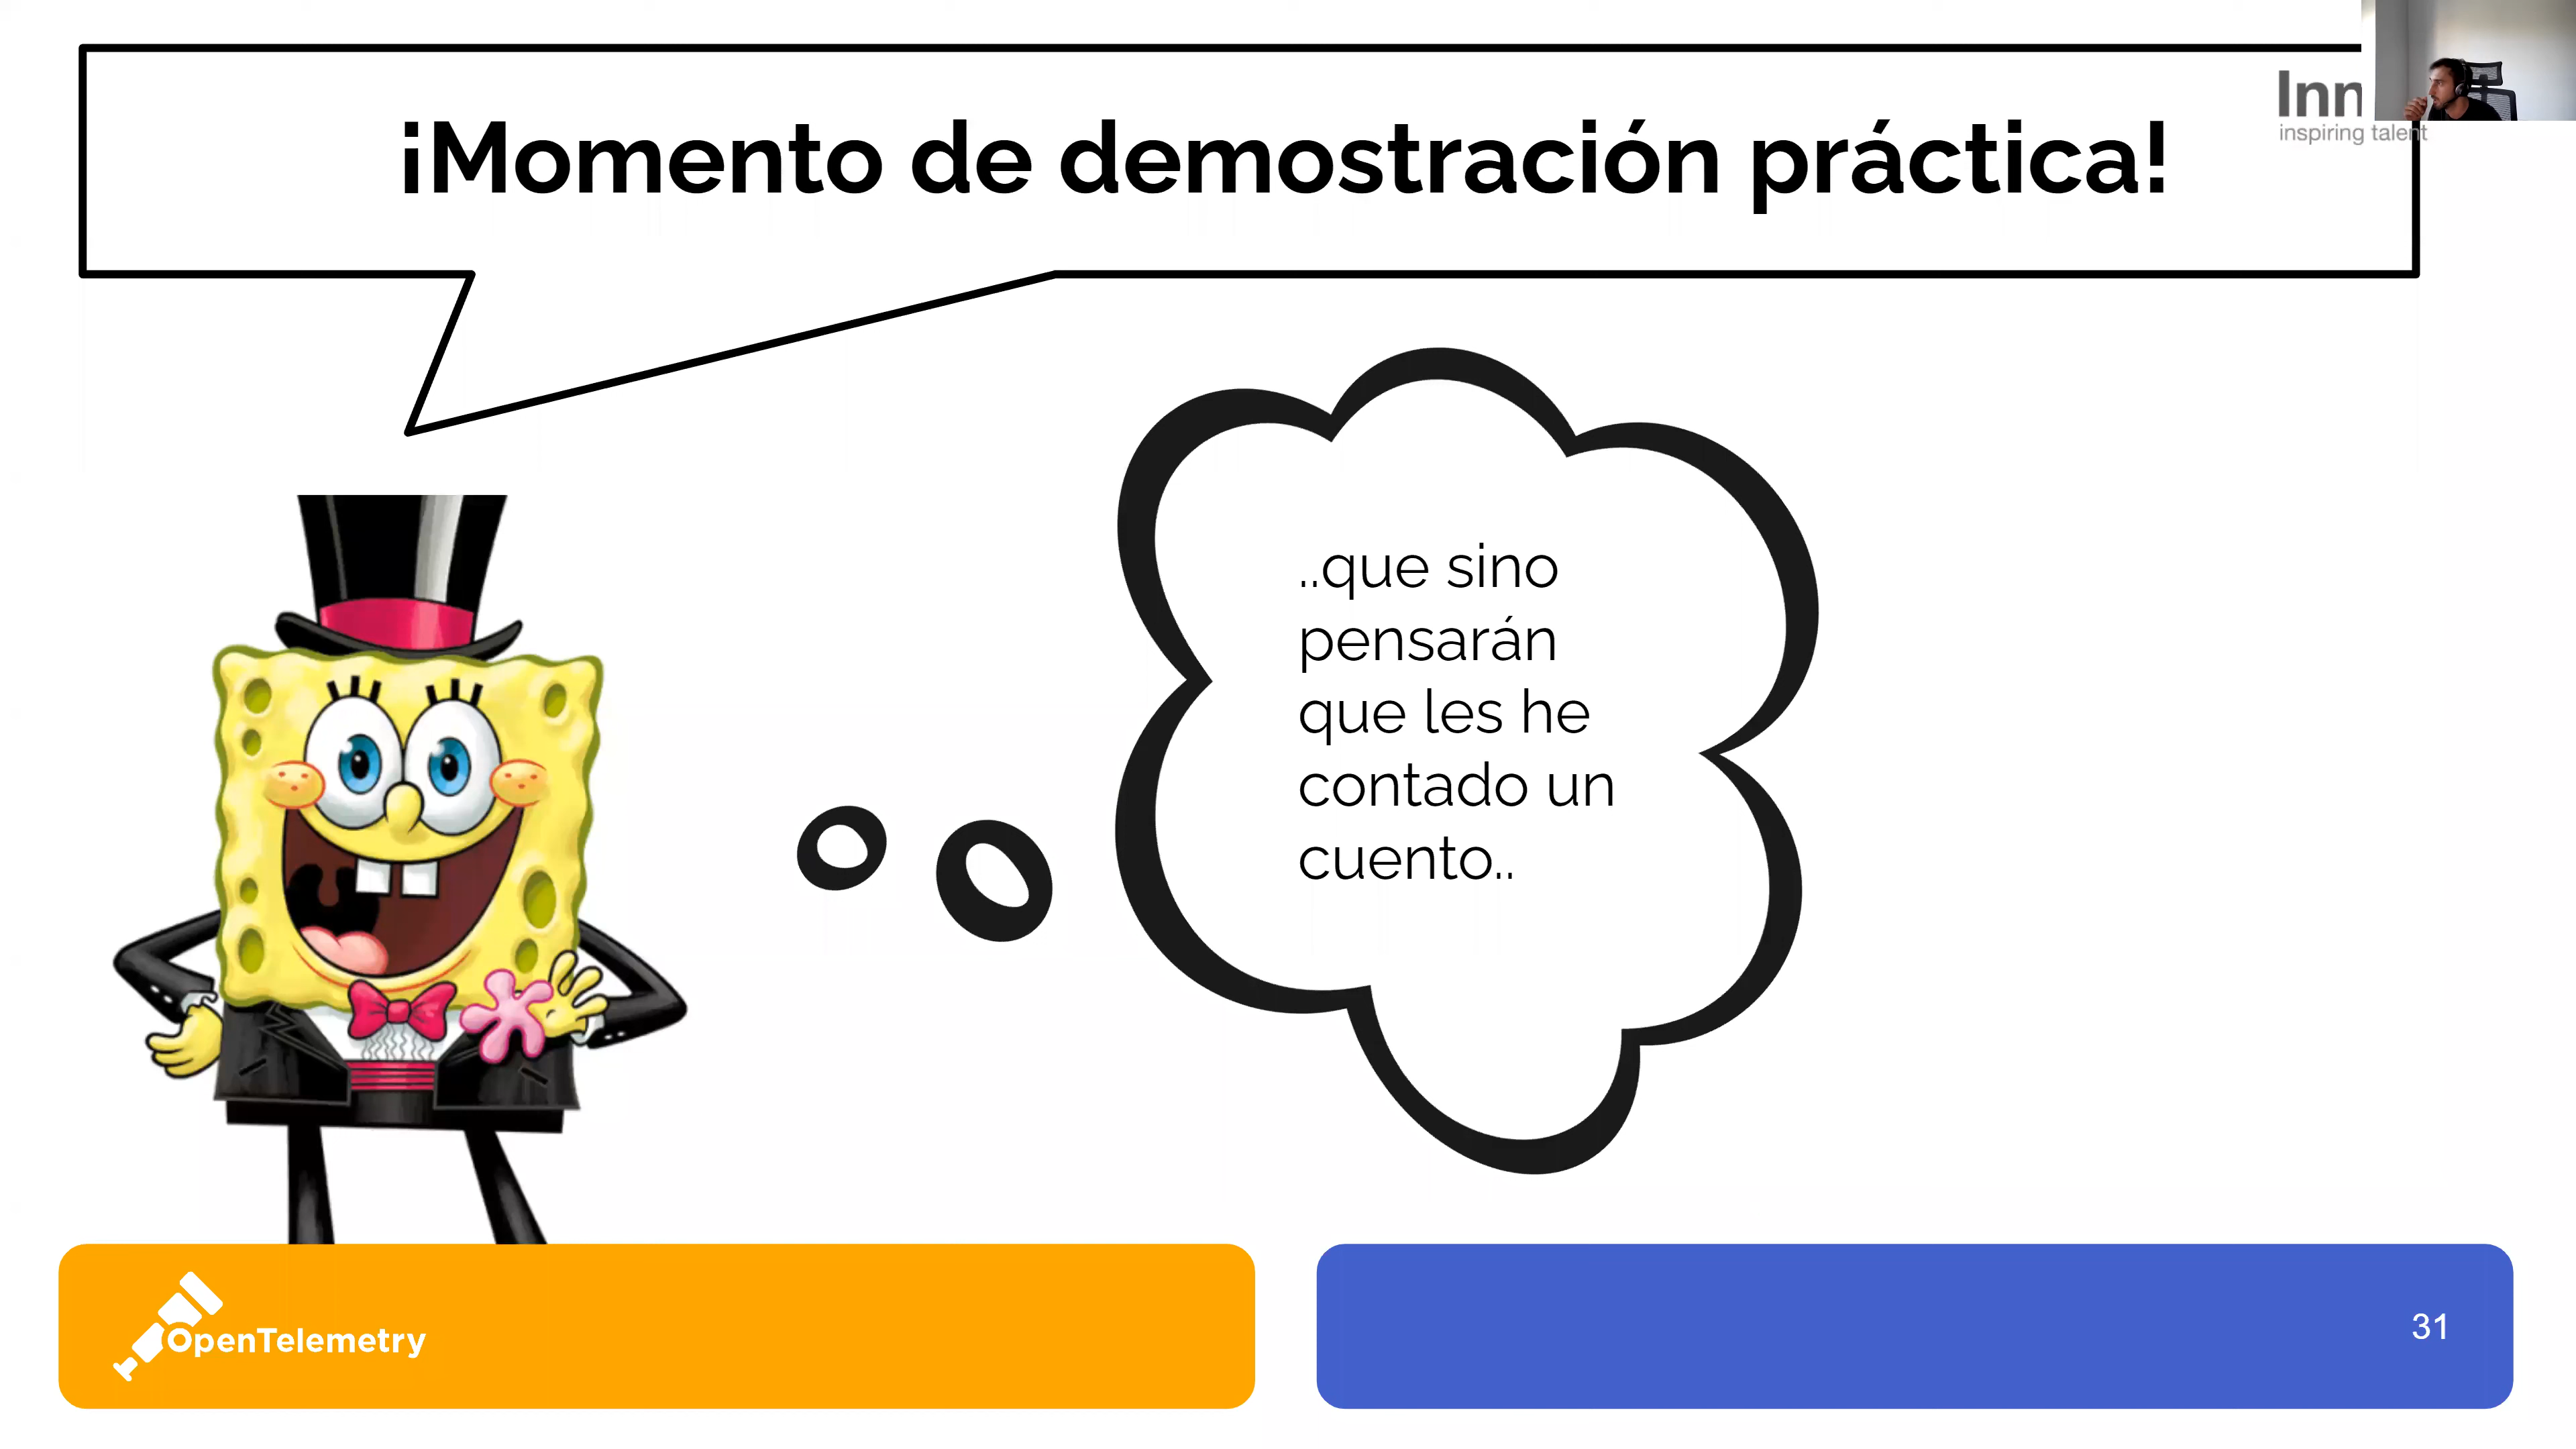 ¡Momento de demostración práctica!
Inn
inspiring talent
..que sino
pensarán
que les he
contado un
cuento..
OpenTelemetry
31